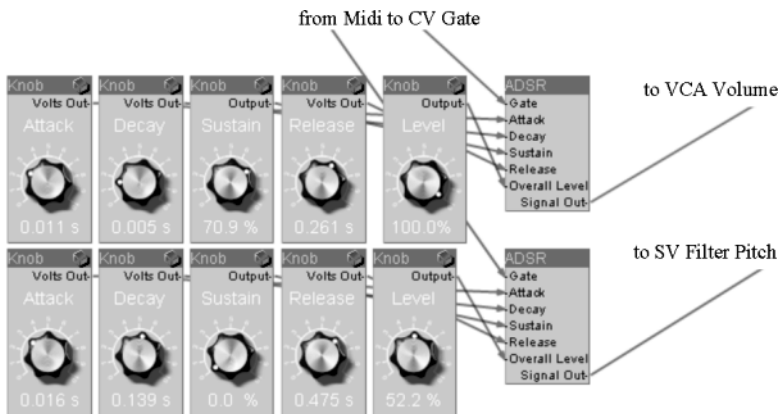 from Midi to CV Gate
Knob Knob Knob Knob Knob ADSR
to VCA Volume
Volts Out Volts Out Output Volts Out Output Gate
Attack Decay Sustain Release Level Attack
Decay
Sustain
Release
Overall Level
Signal Out
0.011 s 0.005 s 70.9 % 0.261 s 100.0%
to SV Filter Pitch
Knob Knob Knob Knob Knob ADSR
Volts Out Volts Out Output Volts Out Output Gate
Attack Decay Sustain Release Level Attack
Decay
Sustain
Release
Overall Level
Signal Out
0.016 s 0.139 s 0.0 % 0.475 s 52.2 %